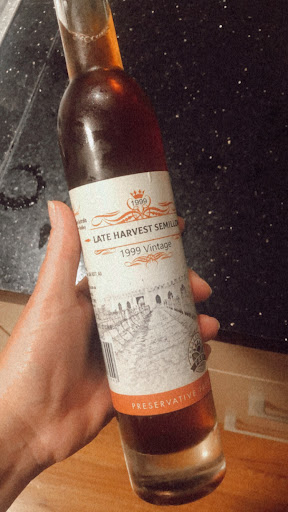 1999
LATE HARVEST SEMILLON
1999 Vintage
PRESERVATIVE